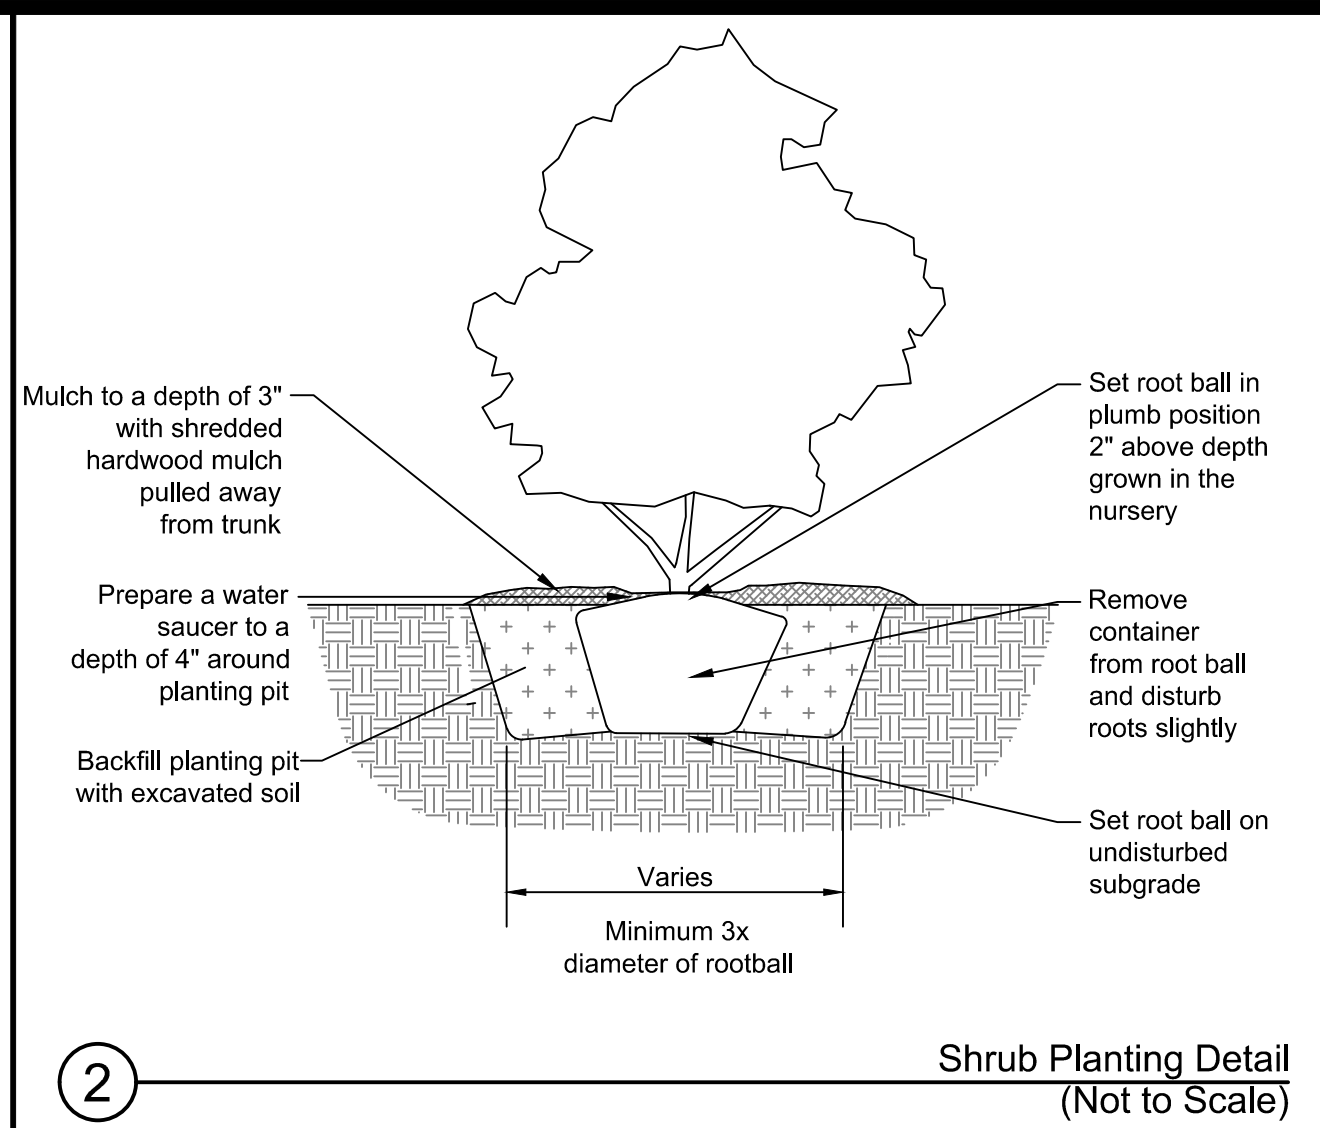 Mulch to a depth of 3"
with shredded
hardwood mulch
pulled away
from trunk
Prepare a water
saucer to a
depth of 4" around
planting pit
Backfill planting pit
with excavated soil
Set root ball in
plumb position
2" above depth
grown in the
nursery
Remove
container
from root ball
and disturb
roots slightly
Set root ball on
undisturbed
subgrade
Varies
Minimum 3x
diameter of rootball
2
Shrub Planting Detail
(Not to Scale)